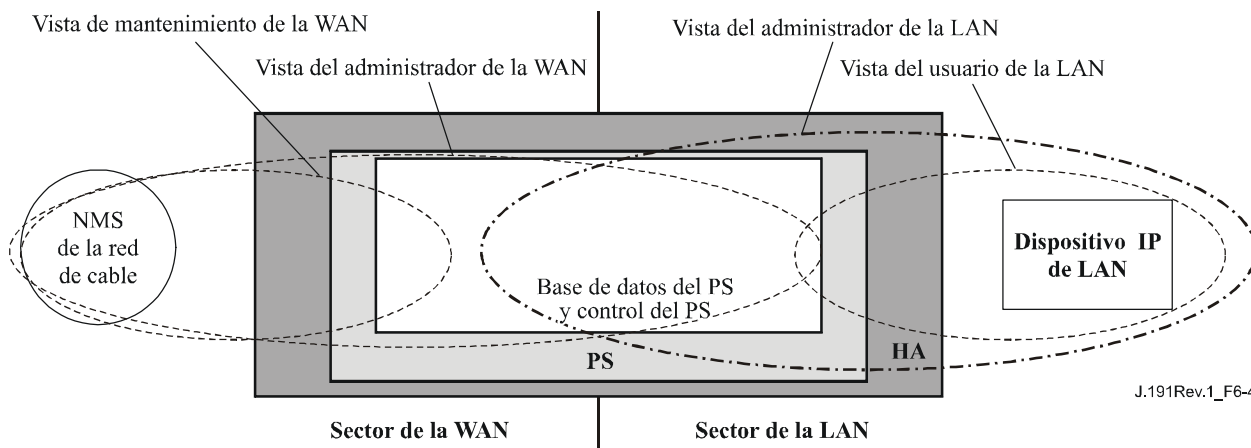 Vista de mantenimiento de la WAN
Vista del administrador de la WAN
Vista del administrador de la LAN
Vista del usuario de la LAN
NMS
de la red
de cable
Dispositivo IP
de LAN
Base de datos del PS
y control del PS
PS
HA
J.191Rev.1_F6-4
Sector de la WAN
Sector de la LAN